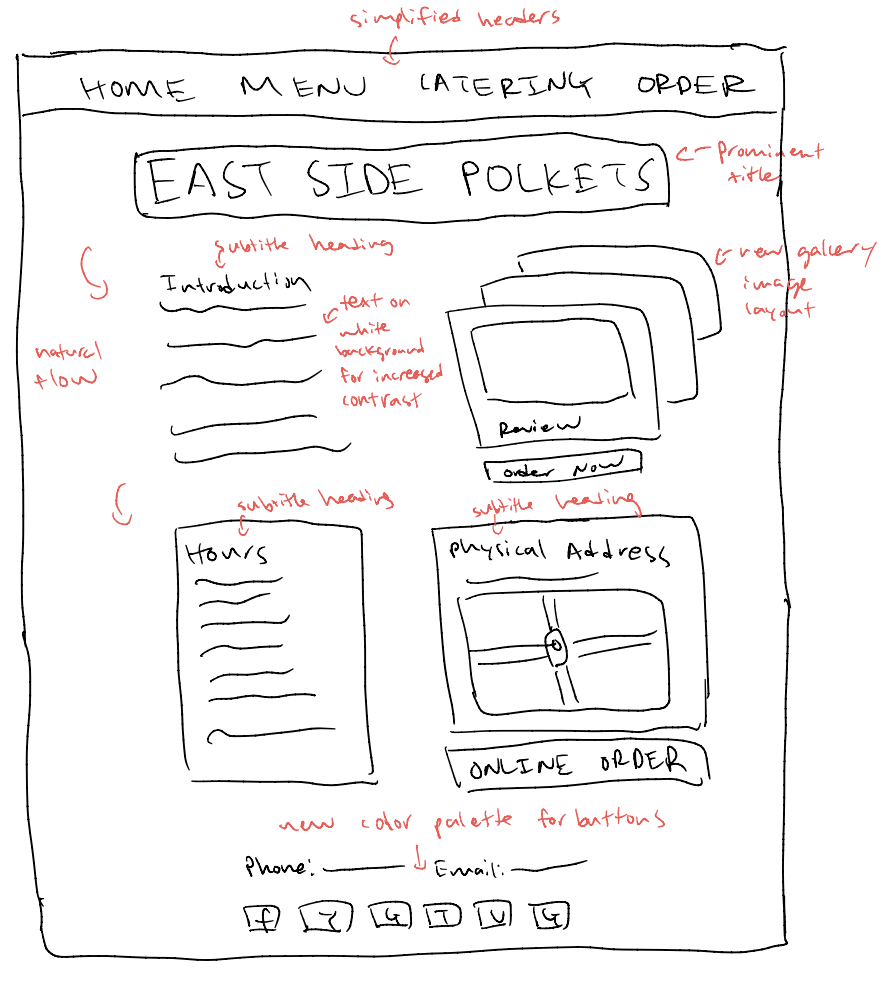 simplified headers
HOME MENU CATERING ORDER
EAST SIDE POLKETS
prominent
title
subtitle heading
Introduction
new gallery
image
layout
text on
white
background
for increased
contrast
natural
flow
Review
Order Now
subtitle heading
subtitle heading
Hours
Physical Address
ONLINE ORDER
new color palette for buttons
Phone: Email:
f
G